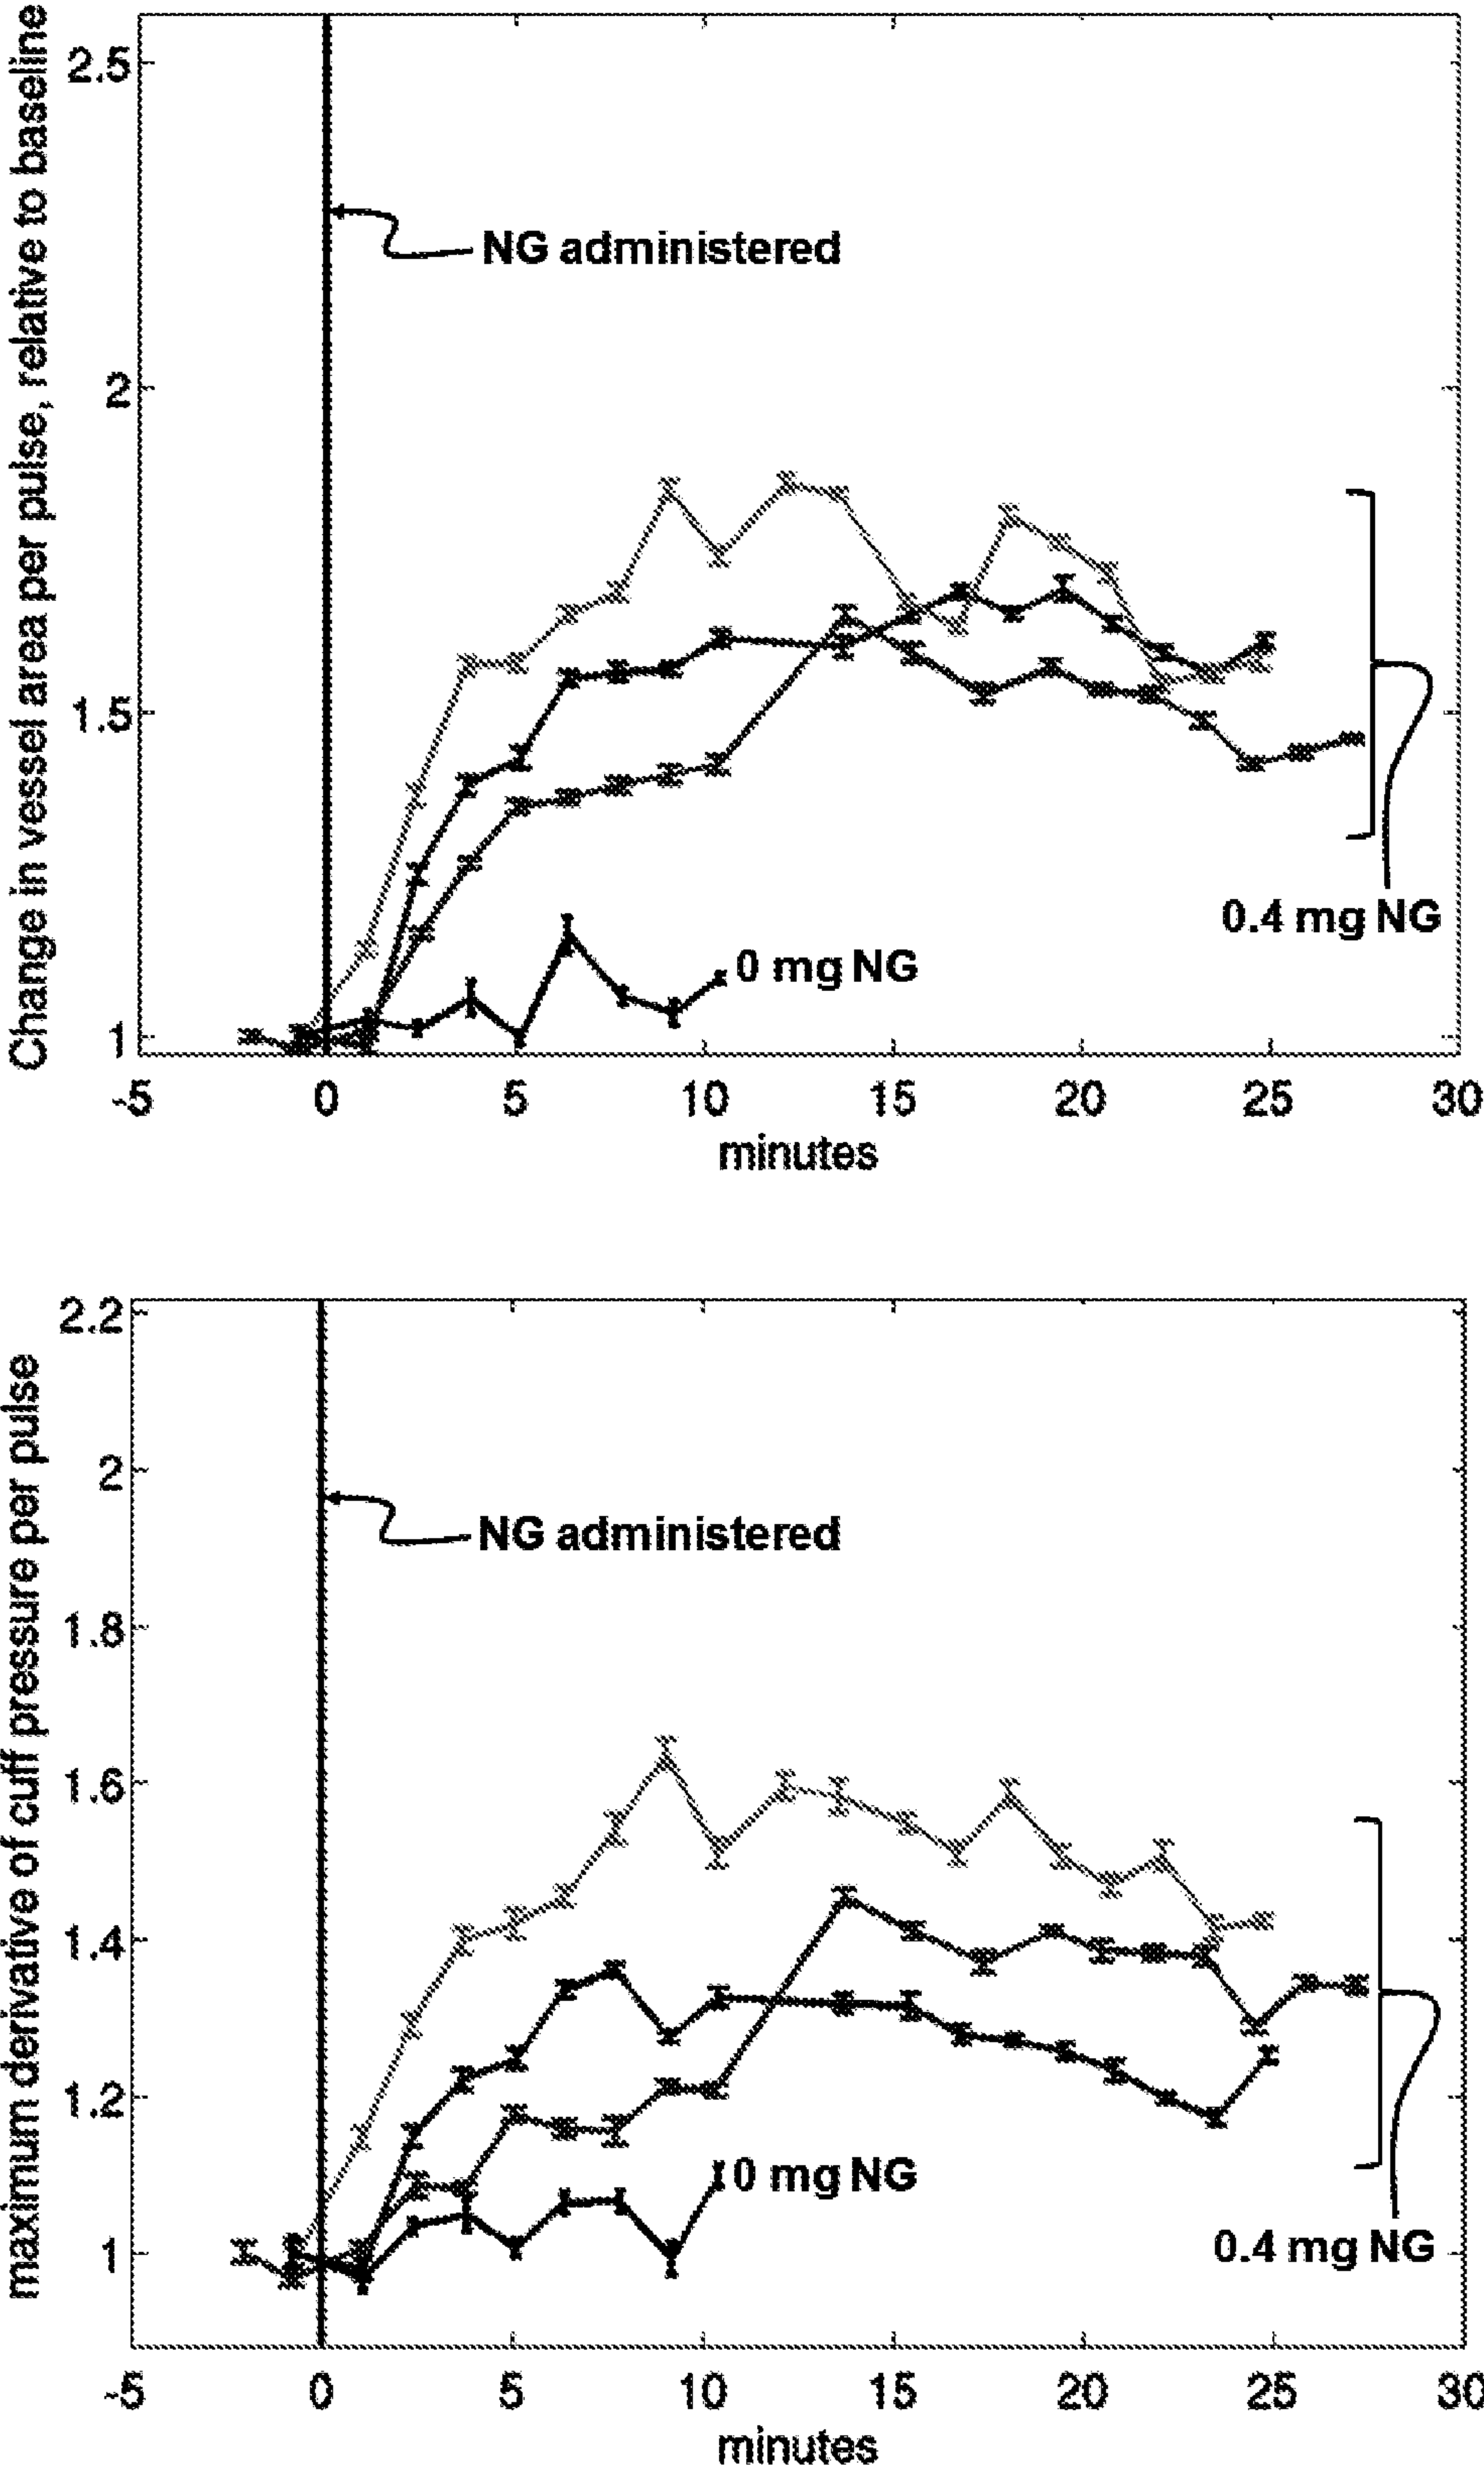 Change in vessel area per pulse, relative to baseline
2.5
2
1.5
1
NG administered
0 mg NG
0.4 mg NG
-5 0 5 10 15 20 25 30
minutes
maximum derivative of cuff pressure per pulse
2.2
2
1.8
1.6
1.4
1.2
1
NG administered
0 mg NG
0.4 mg NG
-5 0 5 10 15 20 25 30
minutes